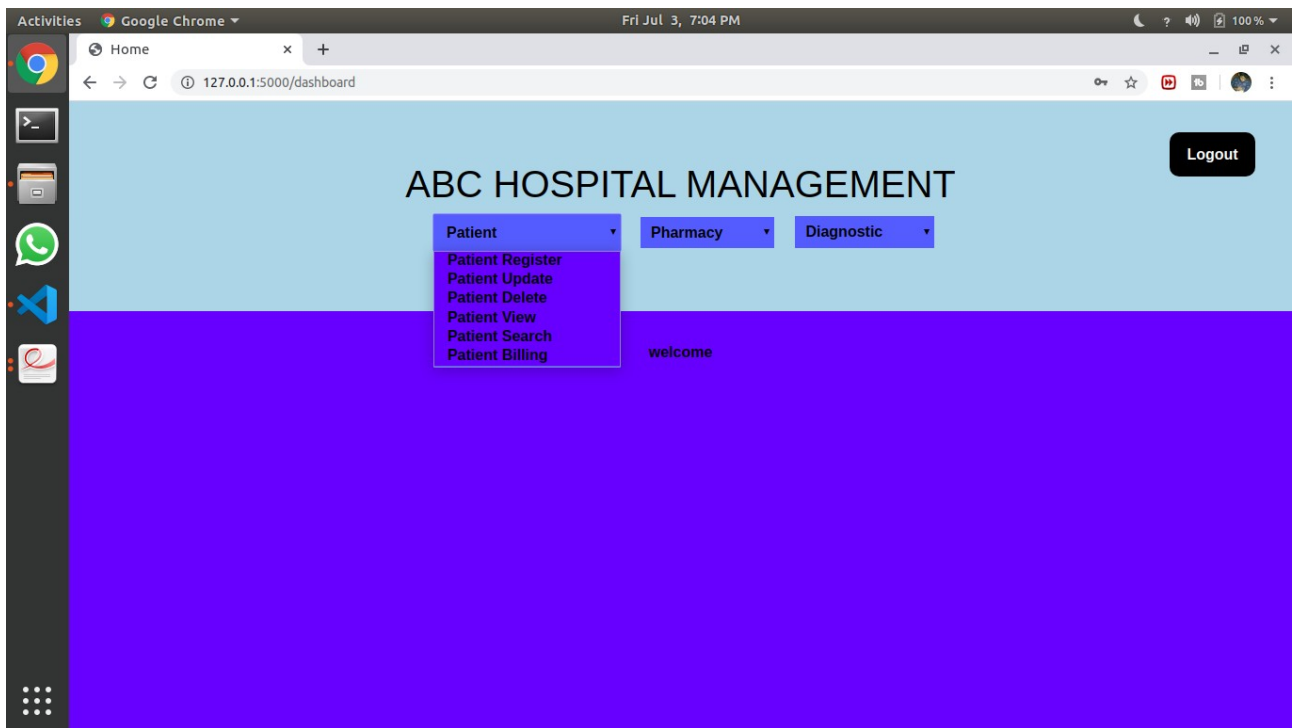 Activities Google Chrome Fri Jul 3, 7:04 PM ? 100 %
Home
127.0.0.1:5000/dashboard
Logout
ABC HOSPITAL MANAGEMENT
Patient Pharmacy Diagnostic
Patient Register
Patient Update
Patient Delete
Patient View
Patient Search
Patient Billing
welcome